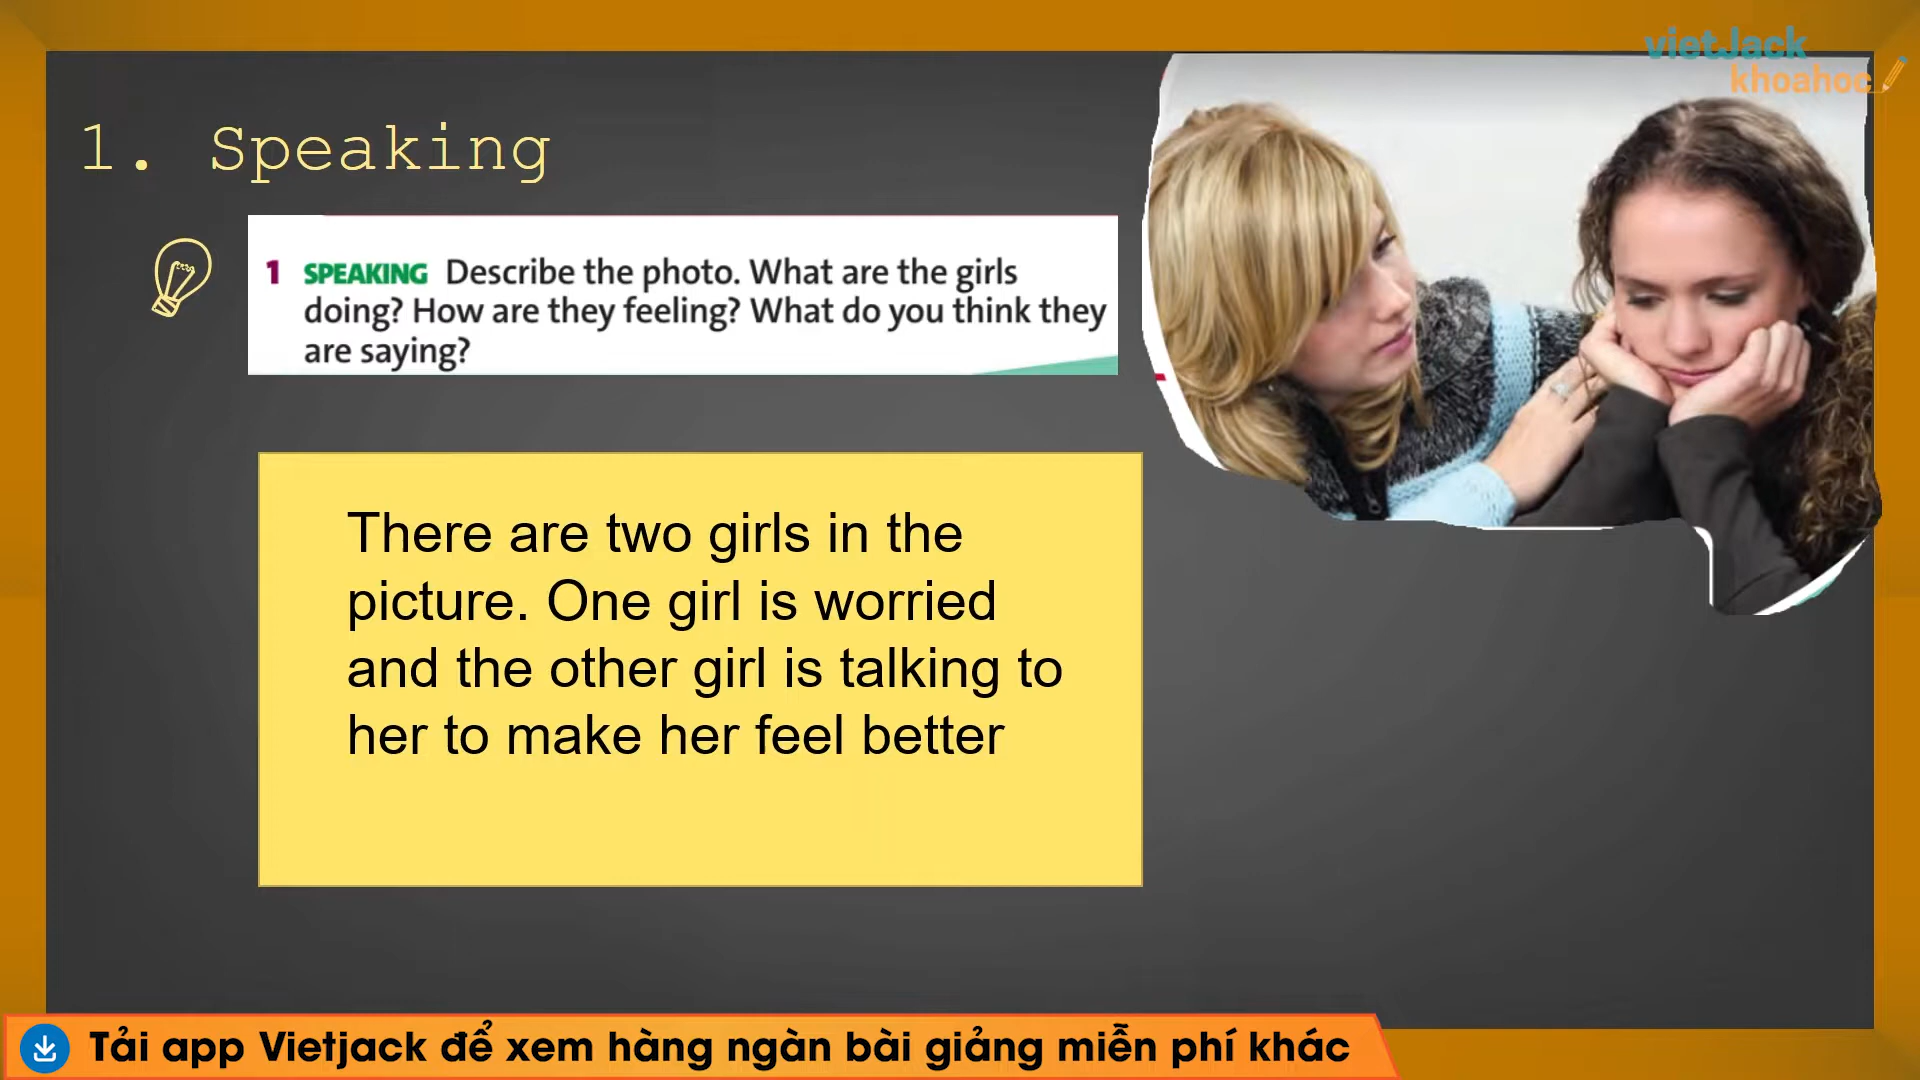 vietJack
khoahoc
1. Speaking
1 SPEAKING Describe the photo. What are the girls
doing? How are they feeling? What do you think they
are saying?
There are two girls in the
picture. One girl is worried
and the other girl is talking to
her to make her feel better
Tải app Vietjack để xem hàng ngàn bài giảng miễn phí khác